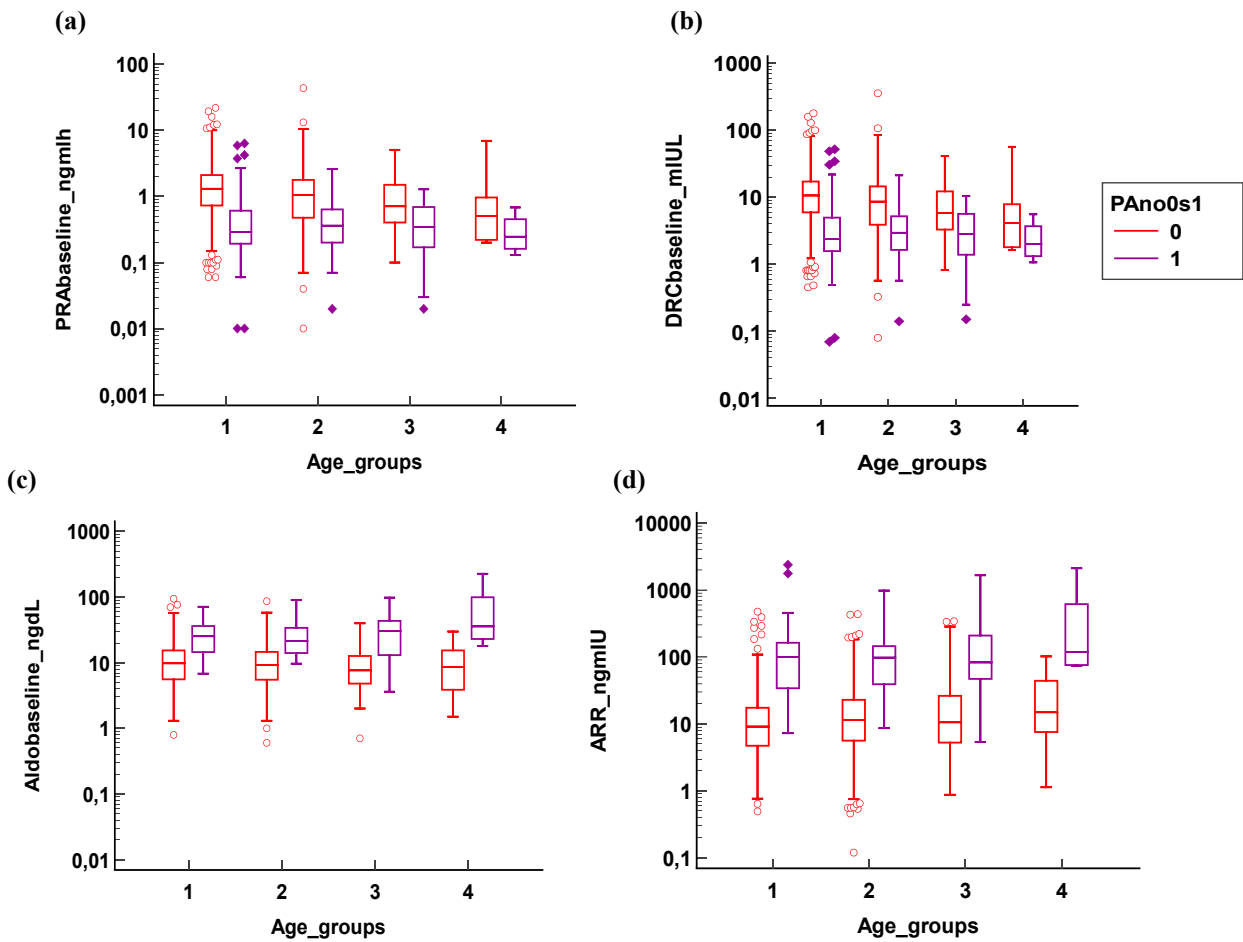 (a)
PRAbaseline_ngmlh
100
10
1
0,1
0,01
0,001
1 2 3 4
Age_groups
(b)
DRCbaseline_mIUL
1000
100
10
1
0,1
0,01
1 2 3 4
Age_groups
PAno0s1
0
1
(c)
Aldobaseline_ngdL
1000
100
10
1
0,1
0,01
1 2 3 4
Age_groups
(d)
ARR_ngmIU
10000
1000
100
10
1
0,1
1 2 3 4
Age_groups